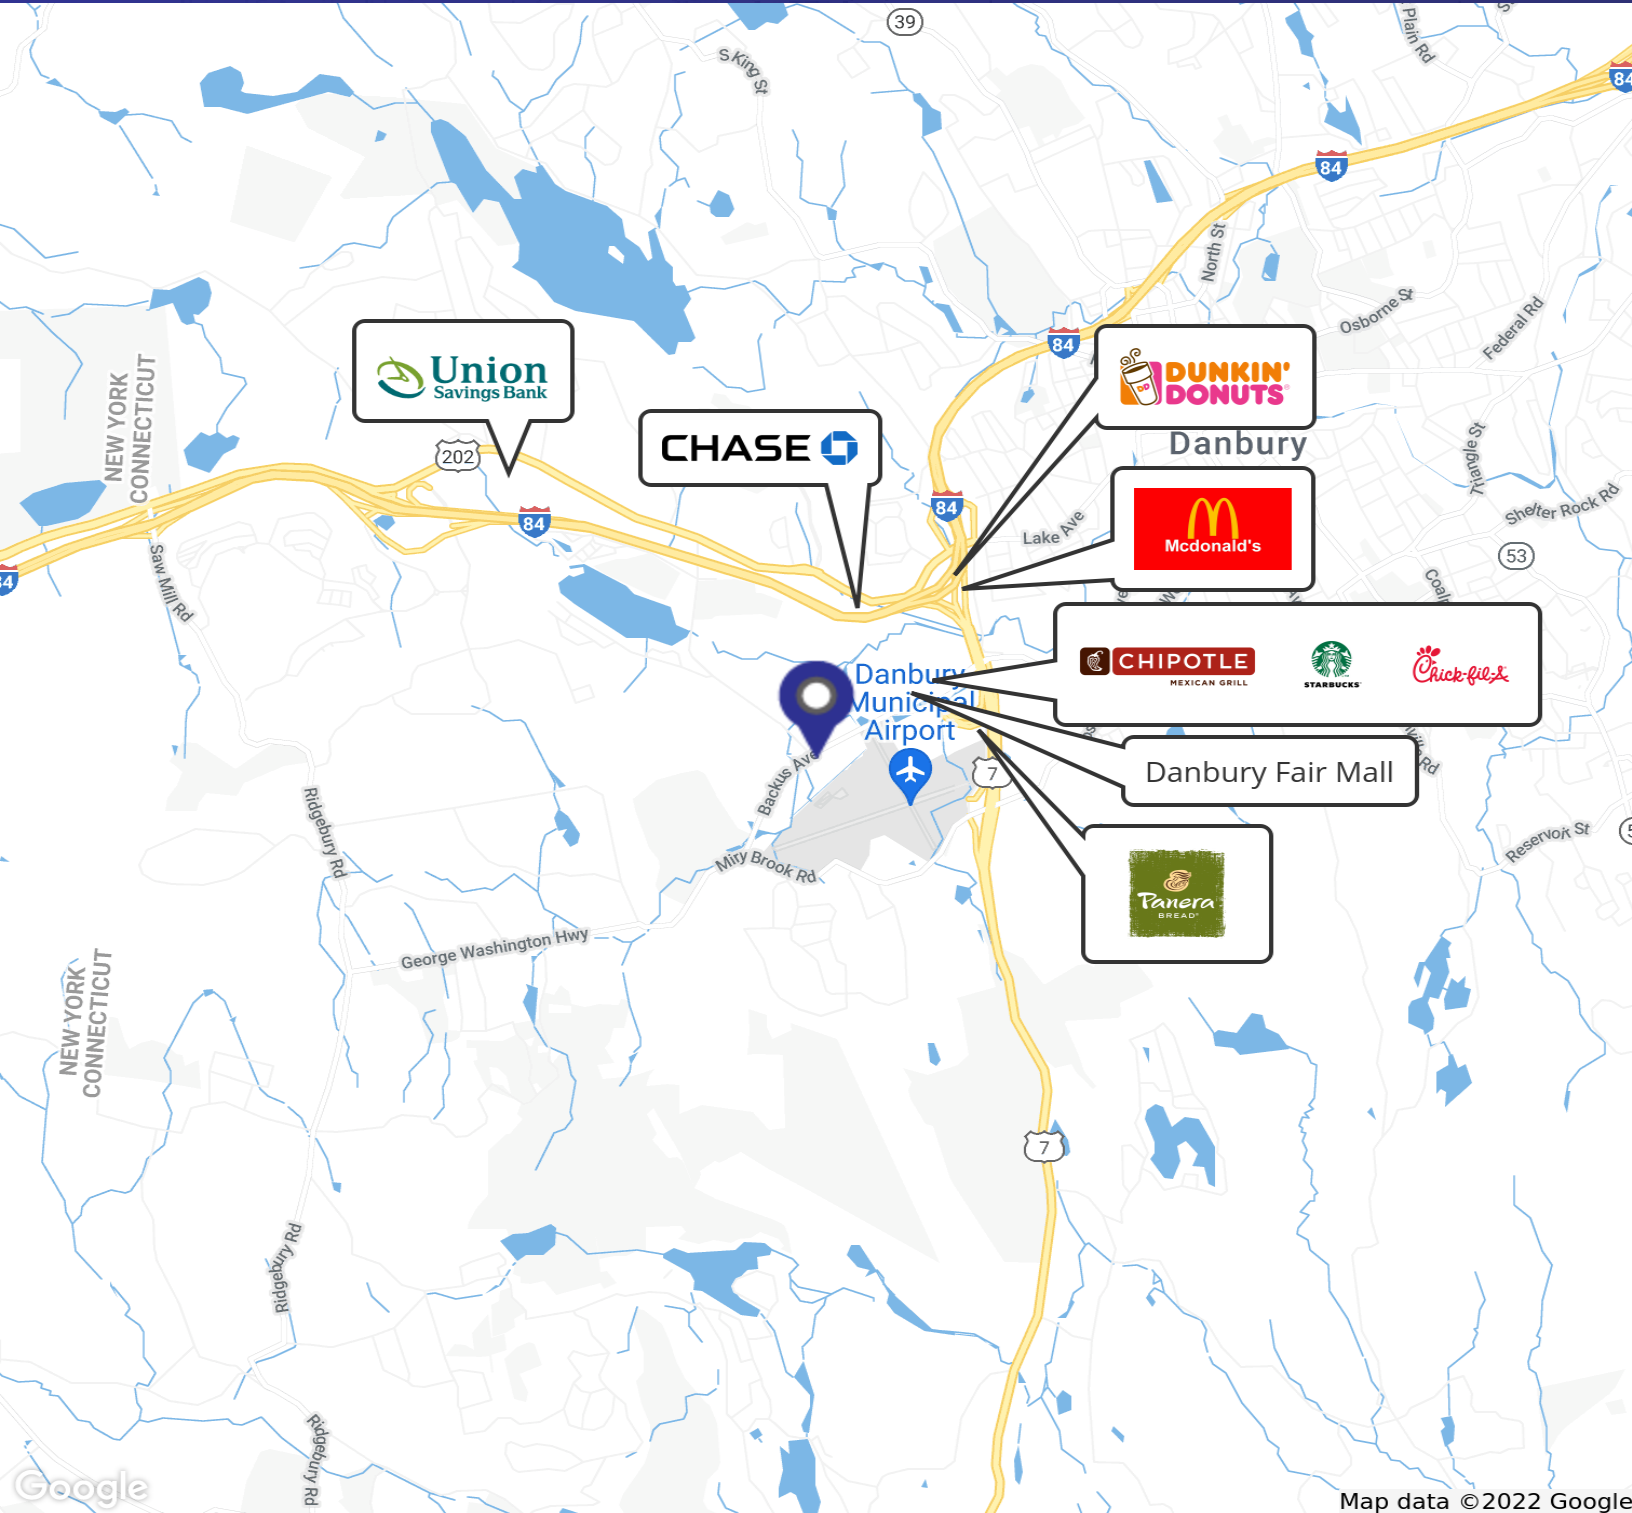 39
S King St
Plain Rd
84
84
North St
Osborne St
Federal Rd
84
NEW YORK
CONNECTICUT
Union
Savings Bank
202
CHASE
DUNKIN'
DONUTS
Danbury
Triangle St
Shelter Rock Rd
84
84
Lake Ave
McDonald's
53
84
Saw Mill Rd
CHIPOTLE
MEXICAN GRILL
STARBUCKS
Chick-fil-A
Danbury
Municipal
Airport
Danbury Fair Mall
7
Backus Ave
Ridgebury Rd
Miry Brook Rd
Reservoir St
Panera
BREAD
George Washington Hwy
NEW YORK
CONNECTICUT
7
Ridgebury Rd
Ridgebury Rd
Google
Map data ©2022 Google